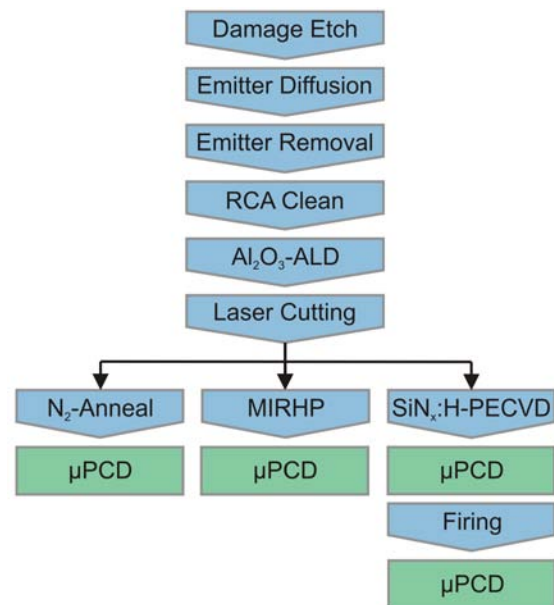 Damage Etch
Emitter Diffusion
Emitter Removal
RCA Clean
Al₂O₃-ALD
Laser Cutting
N₂-Anneal
MIRHP
SiNₓ:H-PECVD
µPCD
µPCD
µPCD
Firing
µPCD